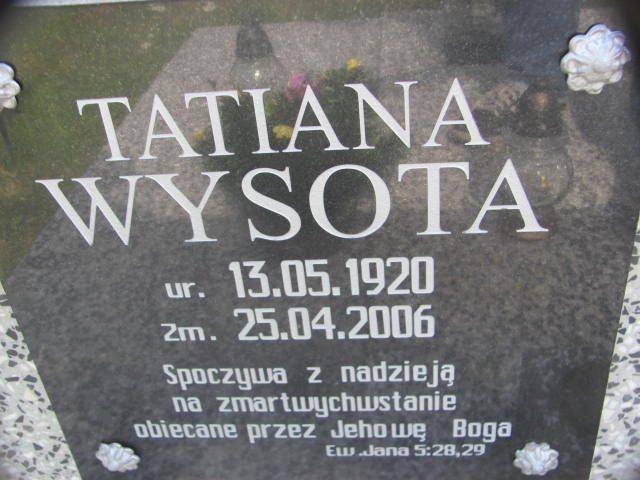 TATIANA
WYSOTA
ur. 13.05.1920
zm. 25.04.2006
Spoczywa z nadzieją
na zmartwychwstanie
obiecane przez Jehowę Boga
Ew.Jana 5:28,29